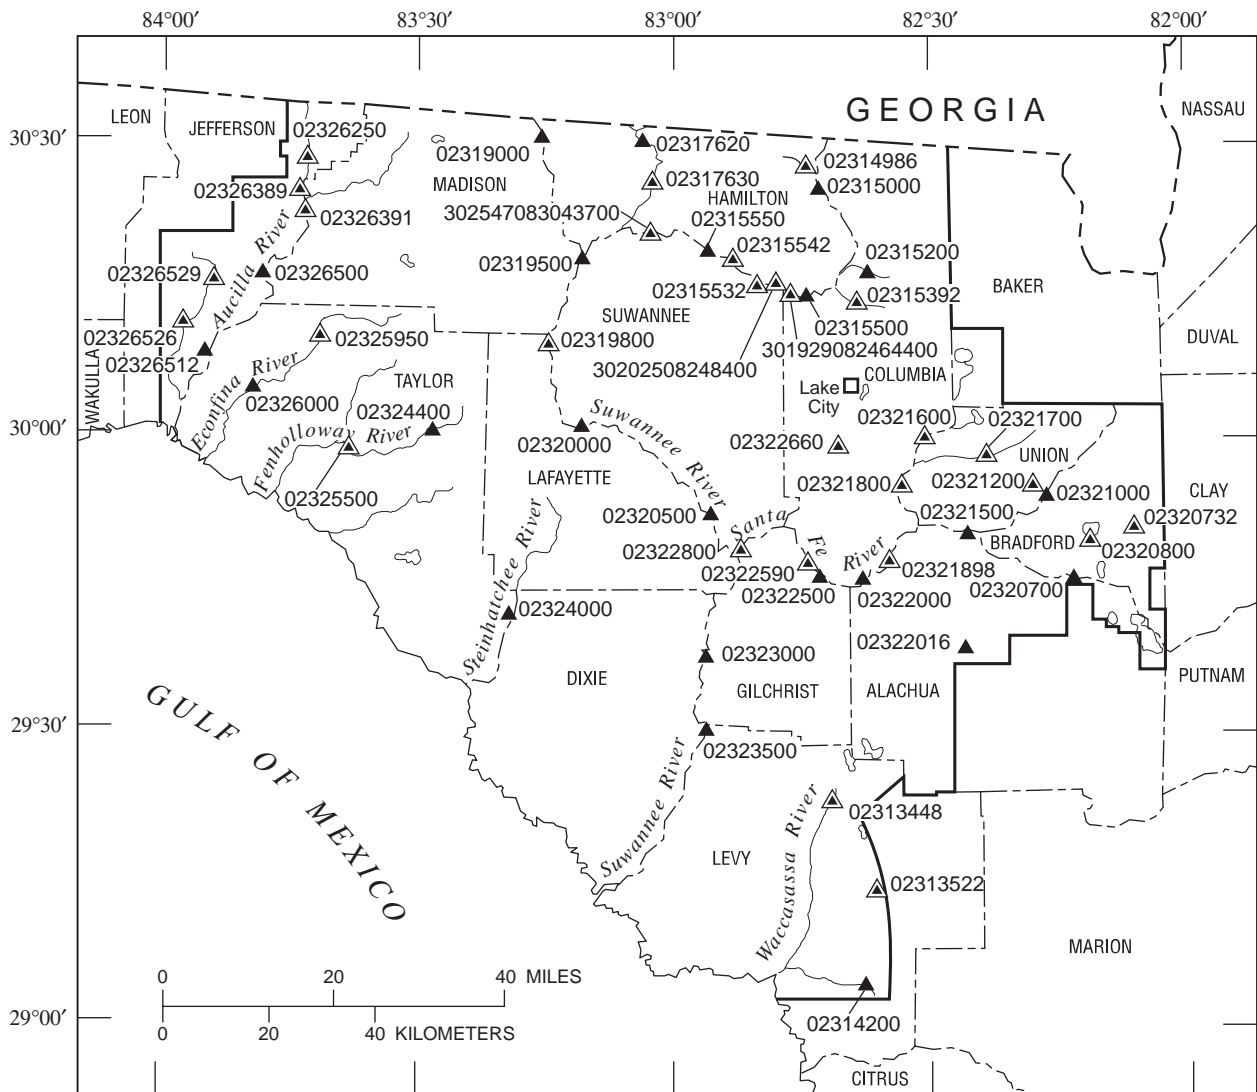 84°00′ 83°30′ 83°00′ 82°30′ 82°00′
GEORGIA
NASSAU
LEON
JEFFERSON
30°30′
02326250
02319000
02317620
02314986
02326389
MADISON
02317630
02315000
HAMILTON
302547083043700
02315550
02326391
02315542
02315200
Aucilla River
02326529
02326500
02319500
02315532
02315392
BAKER
SUWANNEE
02315500
02326526
02325950
02319800
301929082464400
DUVAL
02326512
30202508248400
WAKULLA
Econfina River
TAYLOR
Lake
City
COLUMBIA
02326000
02324400
Suwannee River
02321600
02321700
30°00′
Fenholloway River
02320000
02322660
UNION
02325500
LAFAYETTE
02321800
02321200
02321000
CLAY
02320500
Santa Fe River
02321500
02320732
BRADFORD
02322800
02320800
Steinhatchee River
02322590
02321898
02322500
02322000
02320700
02324000
02322016
02323000
DIXIE
GILCHRIST
ALACHUA
PUTNAM
GULF OF MEXICO
29°30′
02323500
Suwannee River
Waccasassa River
02313448
LEVY
02313522
MARION
0 20 40 MILES
0 20 40 KILOMETERS
29°00′
02314200
CITRUS